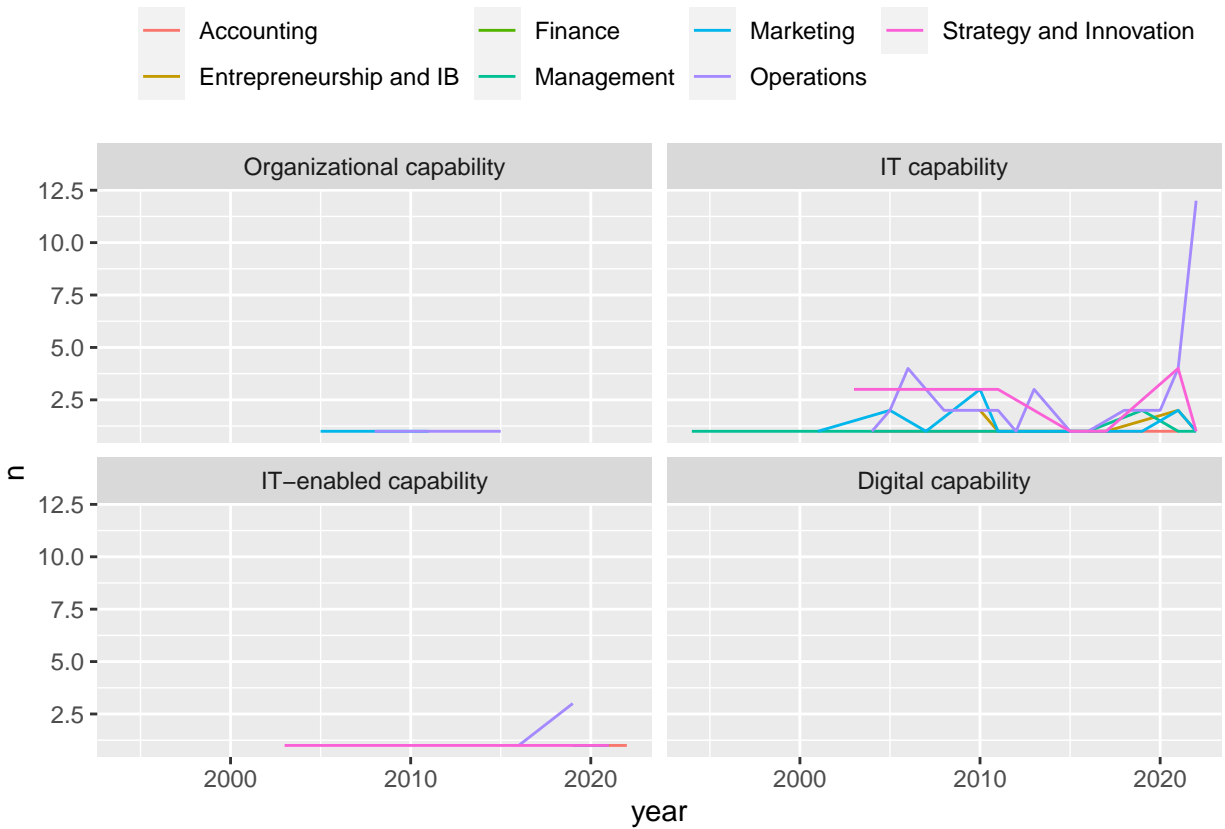 Accounting Finance Marketing Strategy and Innovation
Entrepreneurship and IB Management Operations
Organizational capability IT capability
12.5
10.0
7.5
5.0
2.5
IT−enabled capability Digital capability
12.5
10.0
7.5
5.0
2.5
n
2000 2010 2020 2000 2010 2020
year